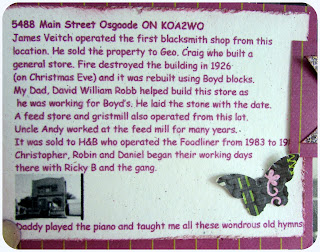 5488 Main Street Osgoode ON KOA2WO
James Veitch operated the first blacksmith shop from this
location. He sold the property to Geo. Craig who built a
general store. Fire destroyed the building in 1926
(on Christmas Eve) and it was rebuilt using Boyd blocks.
My Dad, David William Robb helped build this store as
he was working for Boyd's. He laid the stone with the date.
A feed store and gristmill also operated from this lot.
Uncle Andy worked at the feed mill for many years.
It was sold to H&B who operated the Foodliner from 1983 to
Christopher, Robin and Daniel began their working days
there with Ricky B and the gang.
Daddy played the piano and taught me all these wondrous old hymns